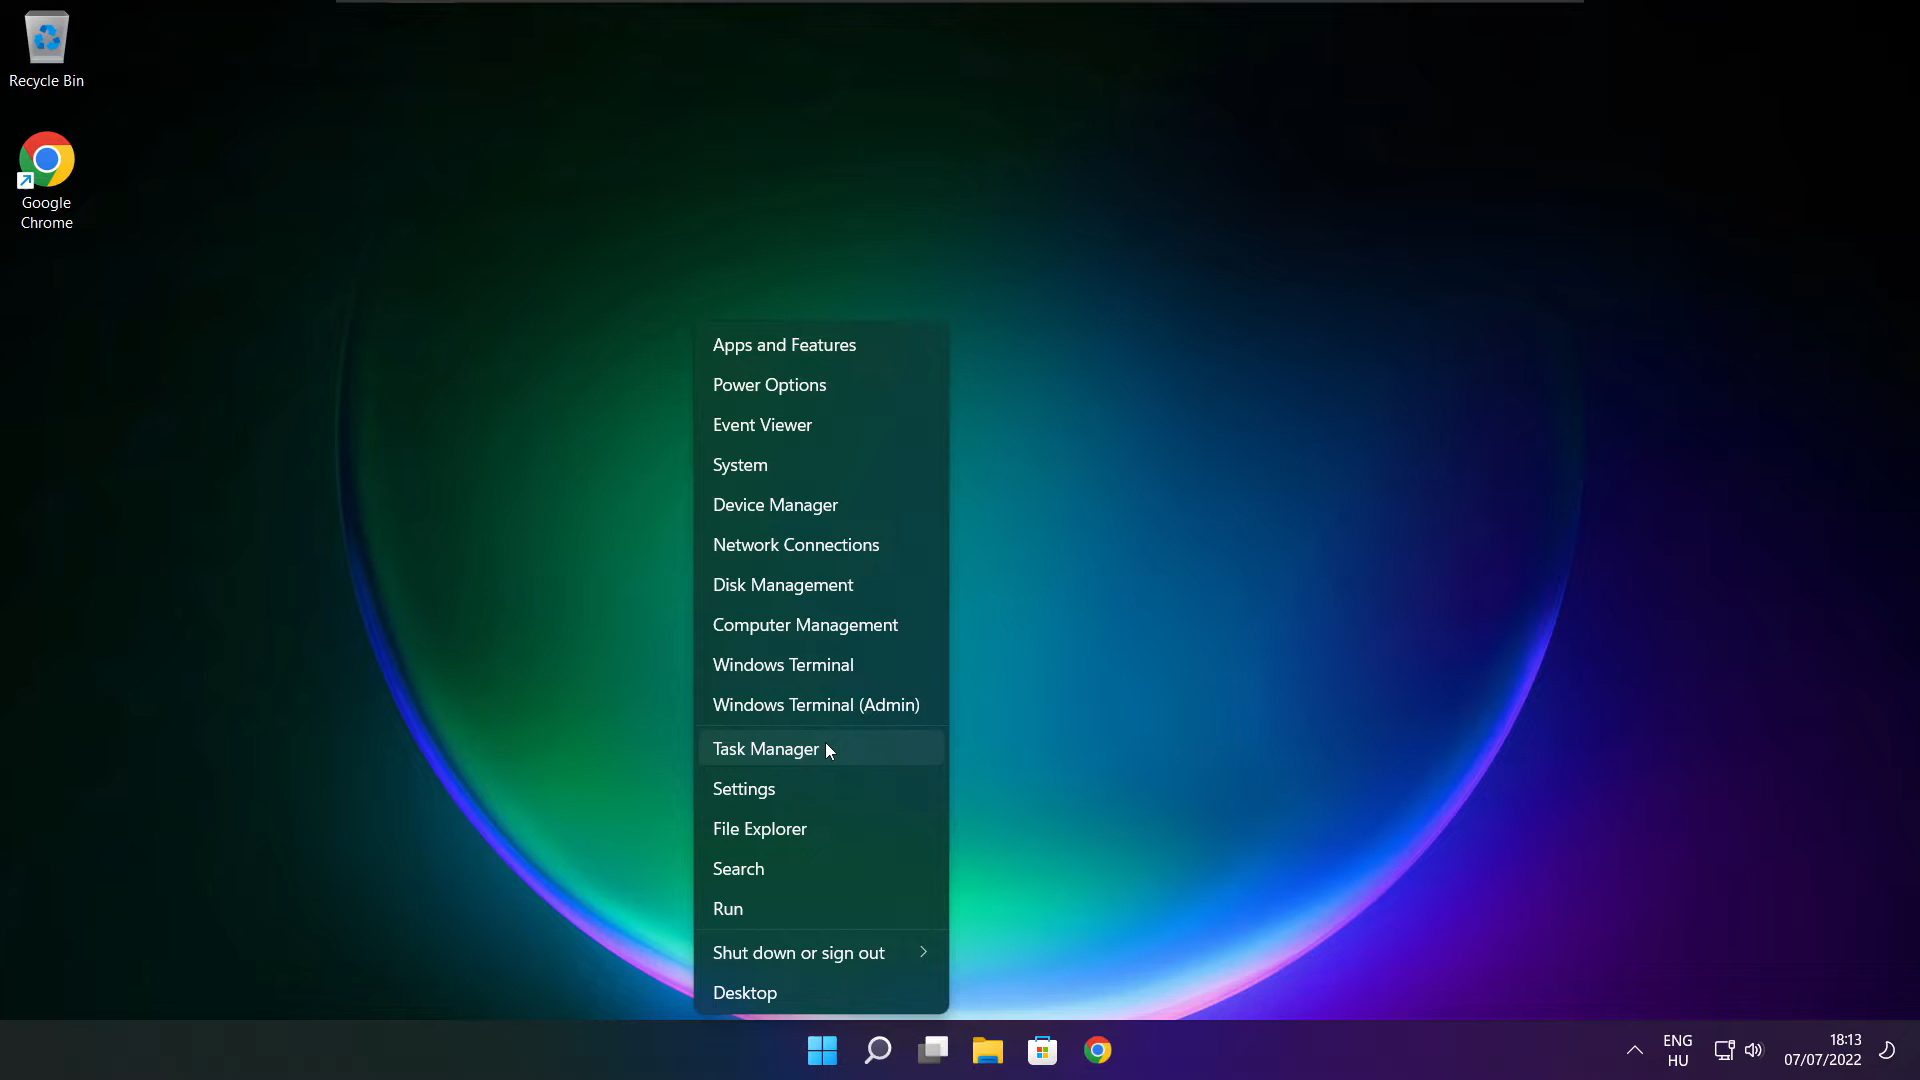 Recycle Bin
Google
Chrome
Apps and Features
Power Options
Event Viewer
System
Device Manager
Network Connections
Disk Management
Computer Management
Windows Terminal
Windows Terminal (Admin)
Task Manager
Settings
File Explorer
Search
Run
Shut down or sign out
Desktop
ENG
HU
18:13
07/07/2022